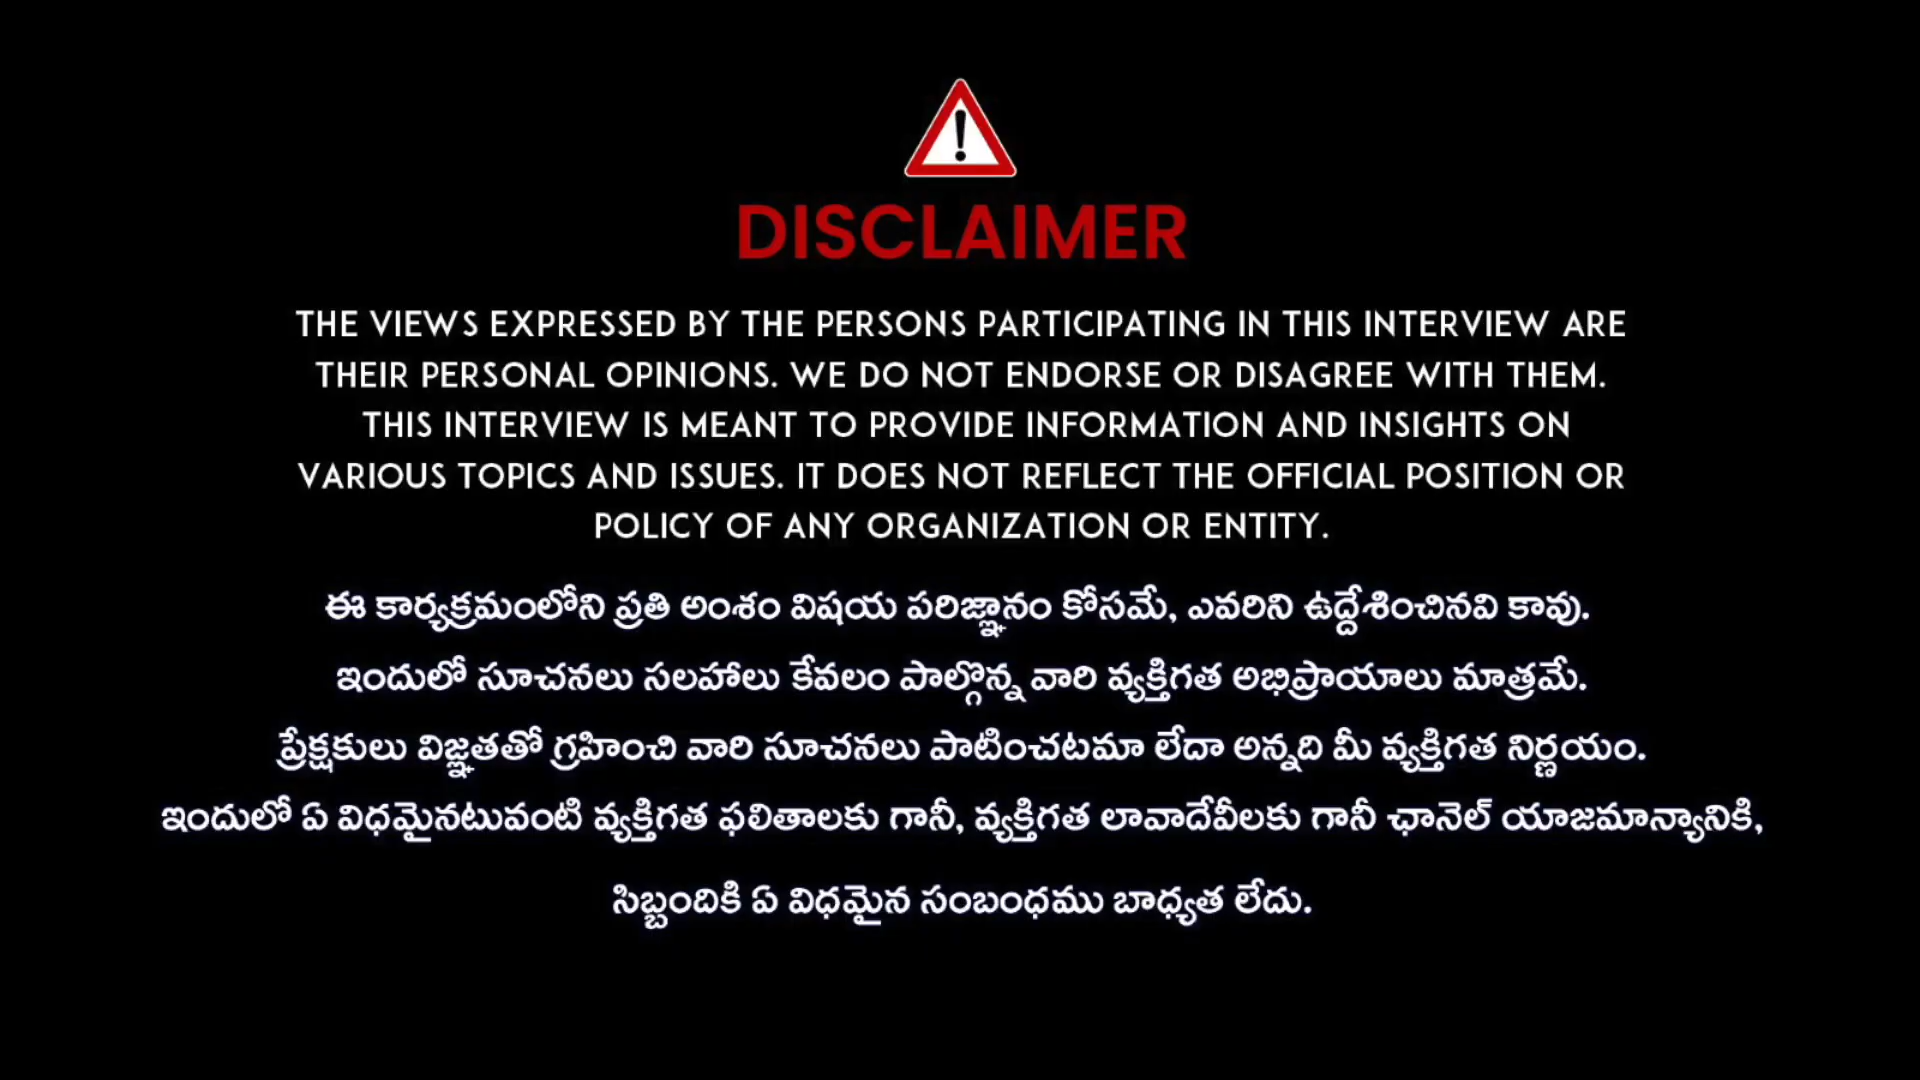 DISCLAIMER
THE VIEWS EXPRESSED BY THE PERSONS PARTICIPATING IN THIS INTERVIEW ARE
THEIR PERSONAL OPINIONS. WE DO NOT ENDORSE OR DISAGREE WITH THEM.
THIS INTERVIEW IS MEANT TO PROVIDE INFORMATION AND INSIGHTS ON
VARIOUS TOPICS AND ISSUES. IT DOES NOT REFLECT THE OFFICIAL POSITION OR
POLICY OF ANY ORGANIZATION OR ENTITY.
ఈ కార్యక్రమంలోని ప్రతి అంశం విషయ పరిజ్ఞానం కోసమే, ఎవరిని ఉద్దేశించినవి కావు.
ఇందులో సూచనలు సలహాలు కేవలం పాల్గొన్న వారి వ్యక్తిగత అభిప్రాయాలు మాత్రమే.
ప్రేక్షకులు విజ్ఞతతో గ్రహించి వారి సూచనలు పాటించటమా లేదా అన్నది మీ వ్యక్తిగత నిర్ణయం.
ఇందులో ఏ విధమైనటువంటి వ్యక్తిగత ఫలితాలకు గానీ, వ్యక్తిగత లావాదేవీలకు గానీ ఛానెల్ యాజమాన్యానికి,
సిబ్బందికి ఏ విధమైన సంబంధము బాధ్యత లేదు.